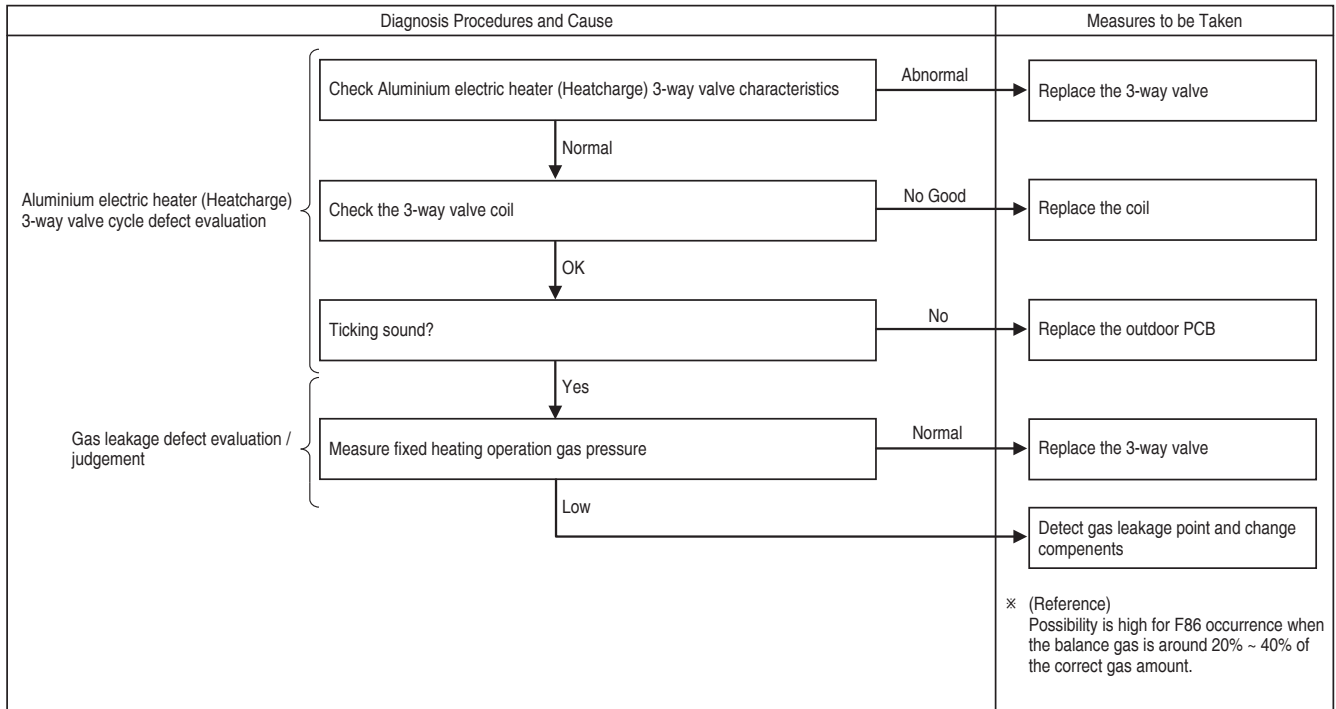 Diagnosis Procedures and Cause
Measures to be Taken
Check Aluminium electric heater (Heatcharge) 3-way valve characteristics
Abnormal
Replace the 3-way valve
Normal
Aluminium electric heater (Heatcharge)
3-way valve cycle defect evaluation
Check the 3-way valve coil
No Good
Replace the coil
OK
Ticking sound?
No
Replace the outdoor PCB
Yes
Gas leakage defect evaluation /
judgement
Measure fixed heating operation gas pressure
Normal
Replace the 3-way valve
Low
Detect gas leakage point and change
compenents
※ (Reference)
Possibility is high for F86 occurrence when
the balance gas is around 20% ~ 40% of
the correct gas amount.